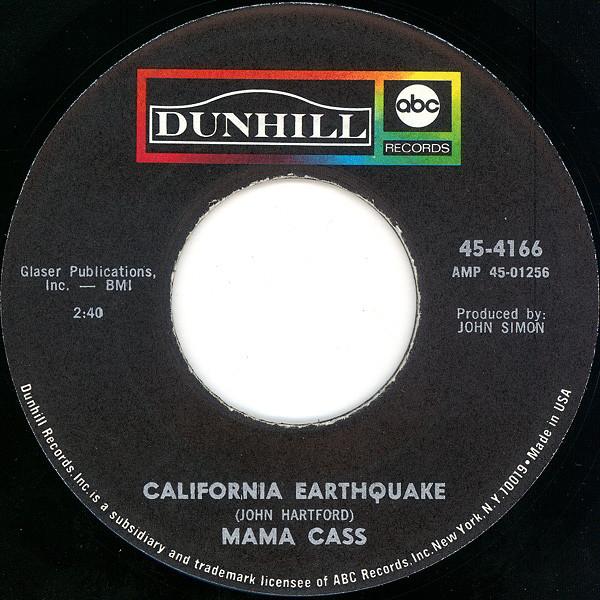 DUNHILL
abc
RECORDS
45-4166
AMP 45-01256
Glaser Publications,
Inc. — BMI
2:40
Produced by:
JOHN SIMON
CALIFORNIA EARTHQUAKE
(JOHN HARTFORD)
MAMA CASS
Dunhill Records, Inc. is a subsidiary and trademark licensee of ABC Records, Inc. New York, N.Y. 10019 • Made in USA